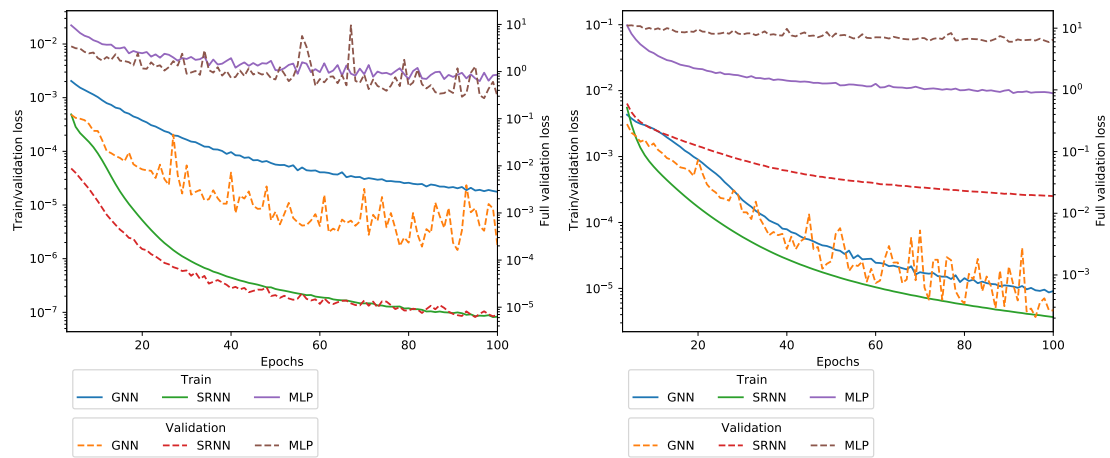 10⁻²
10⁻³
10⁻⁴
10⁻⁵
10⁻⁶
10⁻⁷
Train/validation loss
10¹
10⁰
10⁻¹
10⁻²
10⁻³
10⁻⁴
10⁻⁵
Full validation loss
20 40 60 80 100
Epochs
Train
GNN SRNN MLP
Validation
GNN SRNN MLP
10⁻¹
10⁻²
10⁻³
10⁻⁴
10⁻⁵
Train/validation loss
10¹
10⁰
10⁻¹
10⁻²
10⁻³
Full validation loss
20 40 60 80 100
Epochs
Train
GNN SRNN MLP
Validation
GNN SRNN MLP